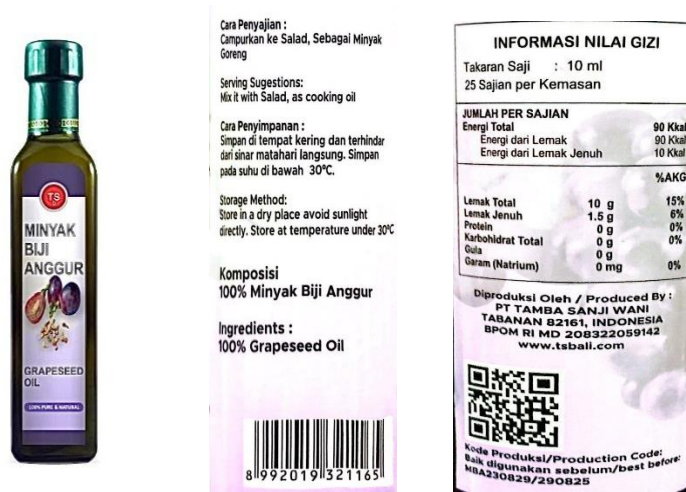 TS
MINYAK
BIJI
ANGGUR
GRAPESEED
OIL
100% PURE & NATURAL
Cara Penyajian :
Campurkan ke Salad, Sebagai Minyak
Goreng
Serving Sugestions:
Mix it with Salad, as cooking oil
Cara Penyimpanan :
Simpan di tempat kering dan terhindar
dari sinar matahari langsung. Simpan
pada suhu di bawah 30°C.
Storage Method:
Store in a dry place avoid sunlight
directly. Store at temperature under 30°C
Komposisi
100% Minyak Biji Anggur
Ingredients :
100% Grapeseed Oil
8 992019 321165
INFORMASI NILAI GIZI
Takaran Saji : 10 ml
25 Sajian per Kemasan
JUMLAH PER SAJIAN
Energi Total 90 Kkal
Energi dari Lemak 90 Kkal
Energi dari Lemak Jenuh 10 Kkal
%AKG
Lemak Total 10 g 15%
Lemak Jenuh 1.5 g 6%
Protein 0 g 0%
Karbohidrat Total 0 g 0%
Gula 0 g
Garam (Natrium) 0 mg 0%
Diproduksi Oleh / Produced By :
PT TAMBA SANJI WANI
TABANAN 82161, INDONESIA
BPOM RI MD 208322059142
www.tsbali.com
Kode Produksi/Production Code:
Baik digunakan sebelum/best before:
MBA230829/290825